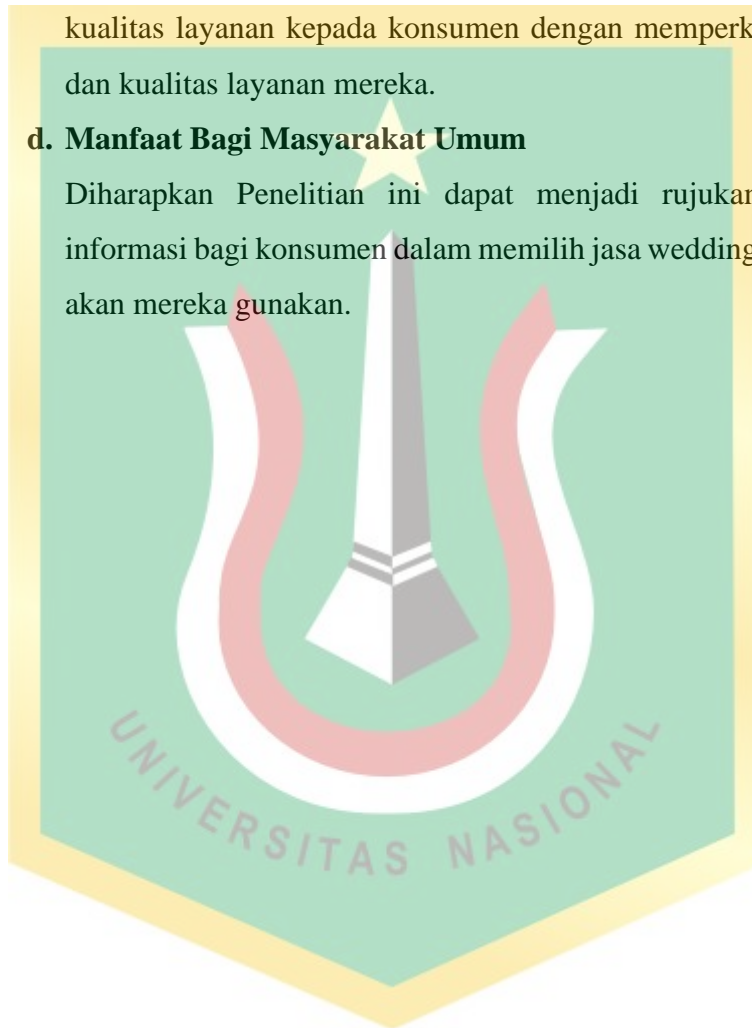 kualitas layanan kepada konsumen dengan memperk
dan kualitas layanan mereka.
d. Manfaat Bagi Masyarakat Umum
Diharapkan Penelitian ini dapat menjadi rujukan
informasi bagi konsumen dalam memilih jasa wedding
akan mereka gunakan.
UNIVERSITAS NASIONAL